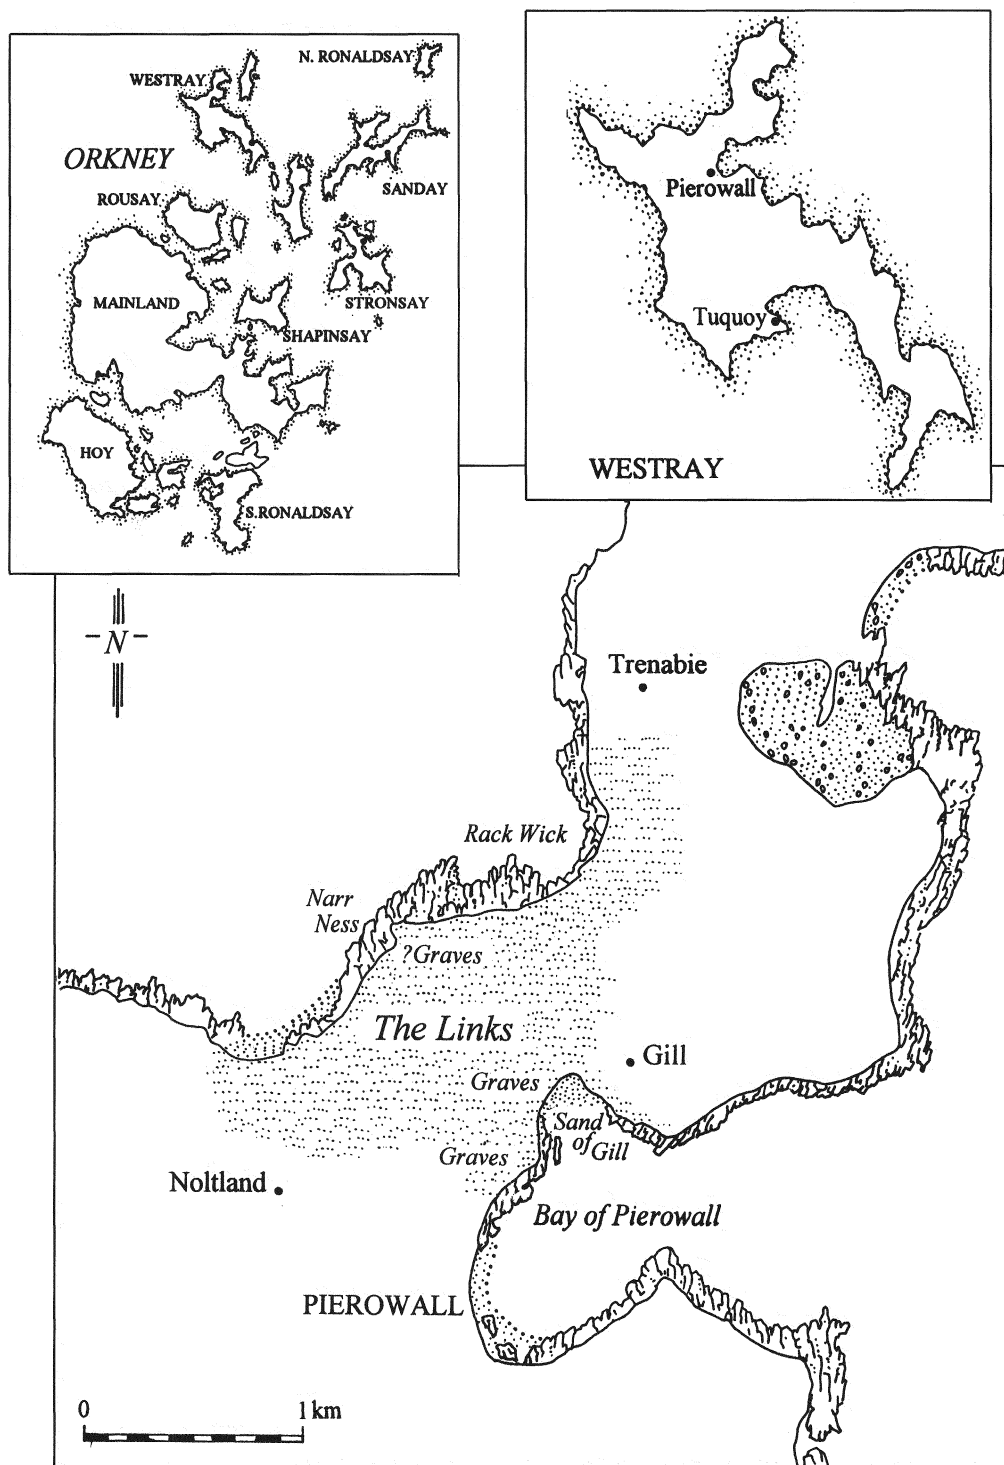 N. RONALDSAY
WESTRAY
ORKNEY
SANDAY
ROUSAY
MAINLAND
STRONSAY
SHAPINSAY
HOY
S.RONALDSAY
Pierowall
Tuquoy
WESTRAY
N
Trenabie
Rack Wick
Narr
Ness
?Graves
The Links
Gill
Graves
Sand
of
Gill
Graves
Noltland
Bay of Pierowall
PIEROWALL
0
1 km